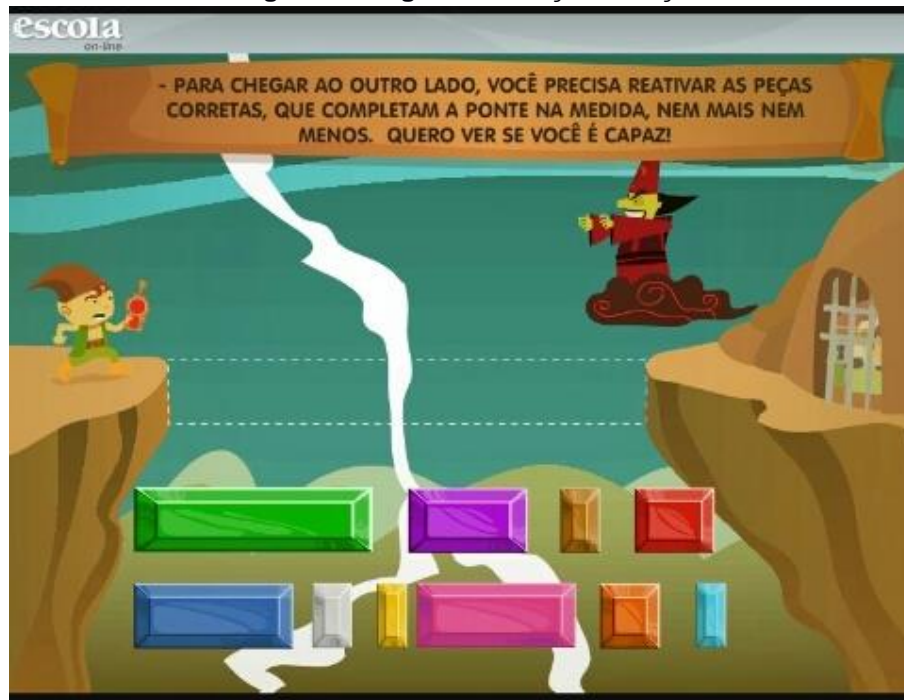 escola
on-line
- PARA CHEGAR AO OUTRO LADO, VOCÊ PRECISA REATIVAR AS PEÇAS
CORRETAS, QUE COMPLETAM A PONTE NA MEDIDA, NEM MAIS NEM
MENOS. QUERO VER SE VOCÊ É CAPAZ!